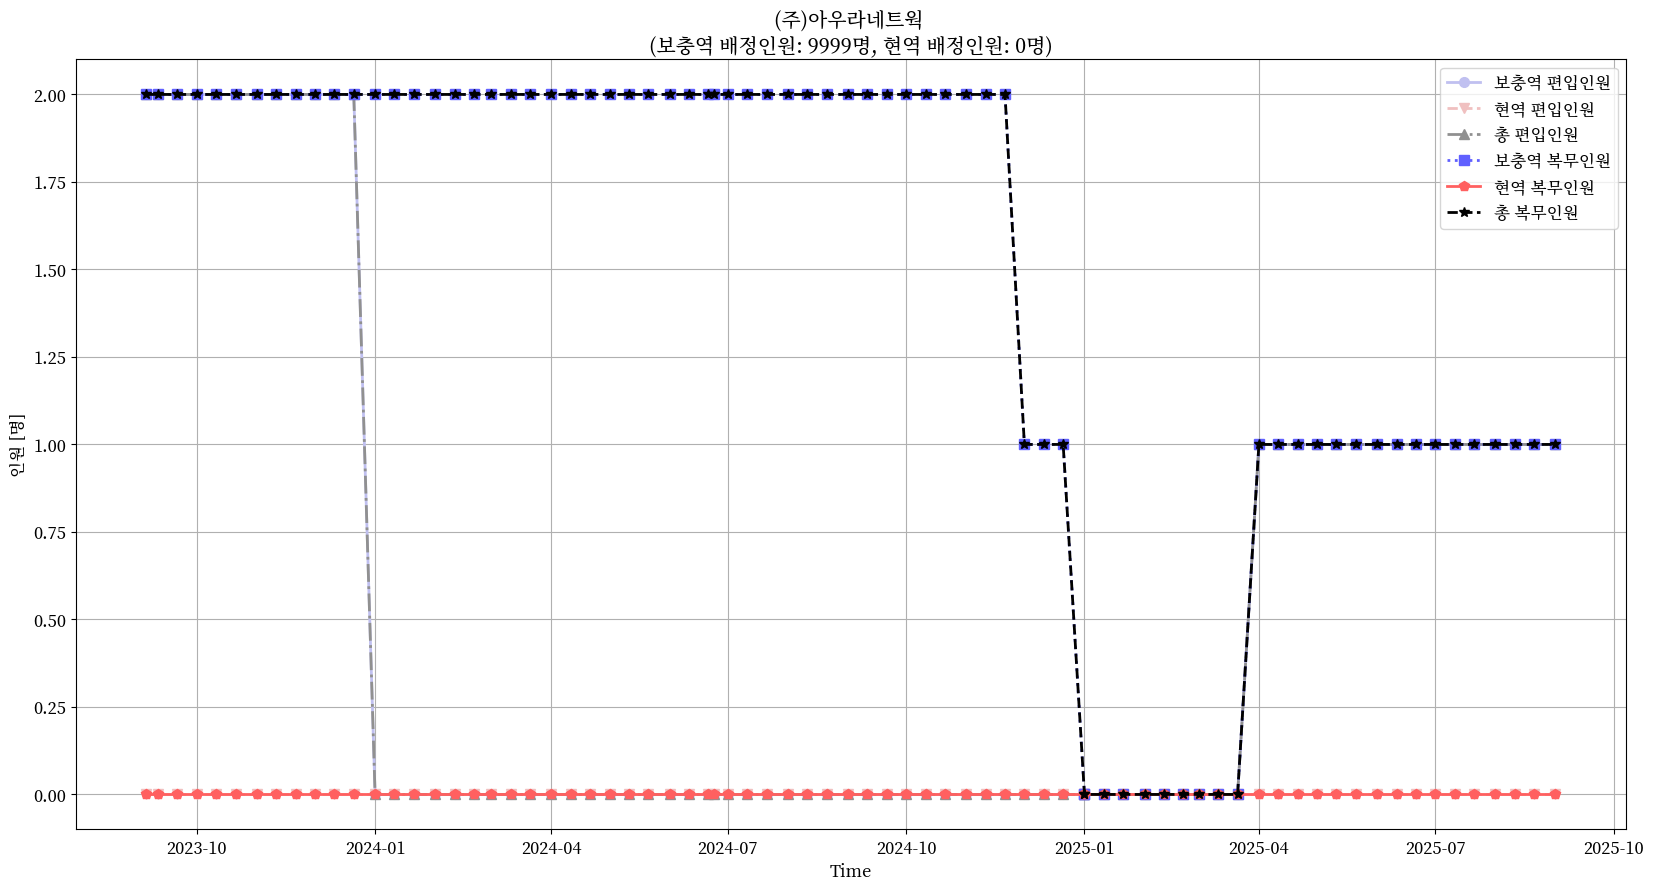 (주)아우라네트웍
(보충역 배정인원: 9999명, 현역 배정인원: 0명)
보충역 편입인원
현역 편입인원
총 편입인원
보충역 복무인원
현역 복무인원
총 복무인원
2.00
1.75
1.50
1.25
1.00
0.75
0.50
0.25
0.00
인원 [명]
2023-10 2024-01 2024-04 2024-07 2024-10 2025-01 2025-04 2025-07 2025-10
Time